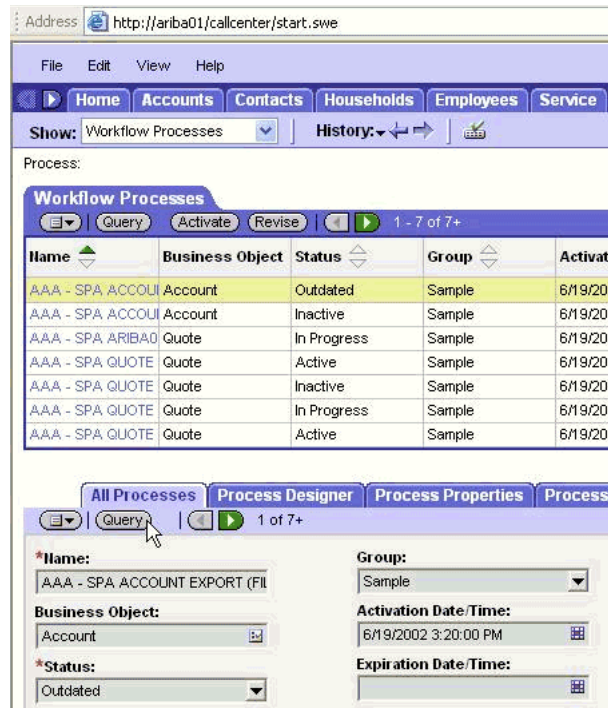 Address http://ariba01/callcenter/start.swe
File Edit View Help
Home Accounts Contacts Households Employees Service
Show: Workflow Processes History:
Process:
Workflow Processes
Query Activate Revise 1 - 7 of 7+
Name Business Object Status Group Activat
AAA - SPA ACCOU Account Outdated Sample 6/19/20
AAA - SPA ACCOU Account Inactive Sample 6/19/20
AAA - SPA ARIBA0 Quote In Progress Sample 6/19/20
AAA - SPA QUOTE Quote Active Sample 6/19/20
AAA - SPA QUOTE Quote Inactive Sample 6/19/20
AAA - SPA QUOTE Quote In Progress Sample 6/19/20
AAA - SPA QUOTE Quote Active Sample 6/19/20
All Processes Process Designer Process Properties Process
Query 1 of 7+
*Name: Group:
AAA - SPA ACCOUNT EXPORT (FIL Sample
Business Object: Activation Date/Time:
Account 6/19/2002 3:20:00 PM
*Status: Expiration Date/Time:
Outdated